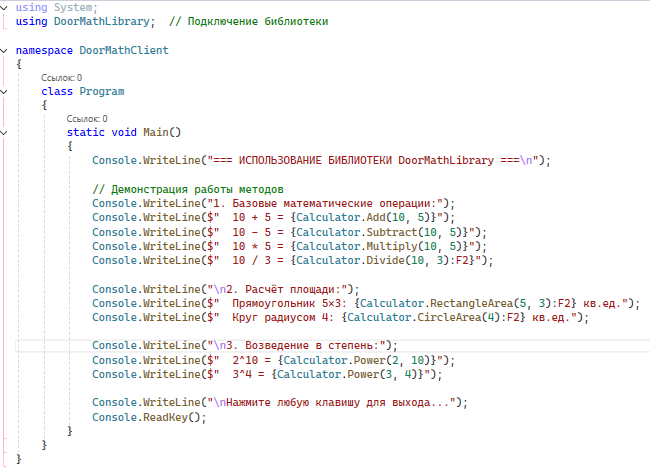 using System;
using DoorMathLibrary;  // Подключение библиотеки
namespace DoorMathClient
{
Ссылок: 0
class Program
{
Ссылок: 0
static void Main()
{
Console.WriteLine("=== ИСПОЛЬЗОВАНИЕ БИБЛИОТЕКИ DoorMathLibrary ===\n");
// Демонстрация работы методов
Console.WriteLine("1. Базовые математические операции:");
Console.WriteLine($"  10 + 5 = {Calculator.Add(10, 5)}");
Console.WriteLine($"  10 − 5 = {Calculator.Subtract(10, 5)}");
Console.WriteLine($"  10 * 5 = {Calculator.Multiply(10, 5)}");
Console.WriteLine($"  10 / 3 = {Calculator.Divide(10, 3):F2}");
Console.WriteLine("\n2. Расчёт площади:");
Console.WriteLine($"  Прямоугольник 5×3: {Calculator.RectangleArea(5, 3):F2} кв.ед.");
Console.WriteLine($"  Круг радиусом 4: {Calculator.CircleArea(4):F2} кв.ед.");
Console.WriteLine("\n3. Возведение в степень:");
Console.WriteLine($"  2^10 = {Calculator.Power(2, 10)}");
Console.WriteLine($"  3^4 = {Calculator.Power(3, 4)}");
Console.WriteLine("\nНажмите любую клавишу для выхода...");
Console.ReadKey();
}
}
}